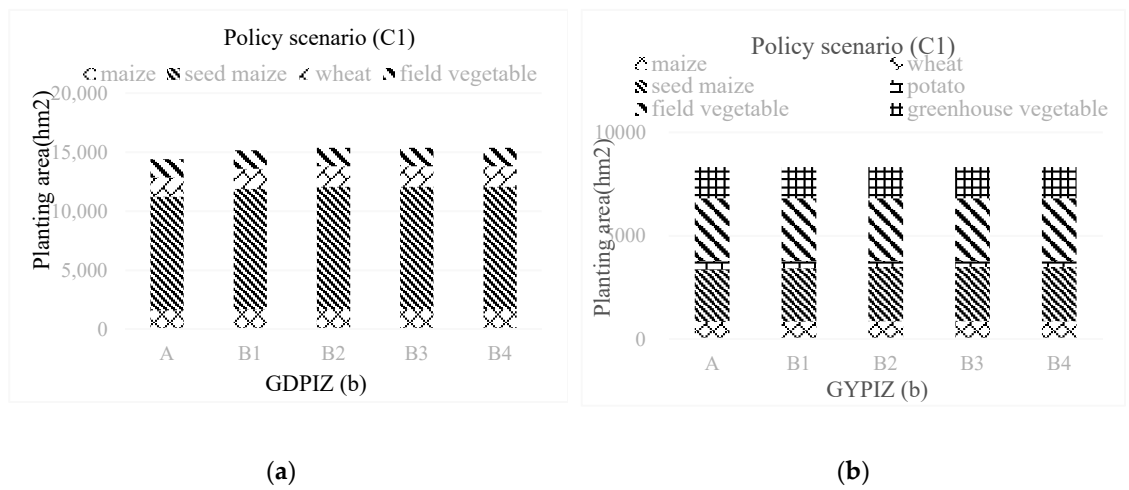 Policy scenario (C1)
maize seed maize wheat field vegetable
20,000
15,000
10,000
5,000
0
Planting area(hm2)
A B1 B2 B3 B4
GDPIZ (b)
(a)
Policy scenario (C1)
maize wheat
seed maize potato
field vegetable greenhouse vegetable
10000
5000
0
Planting area(hm2)
A B1 B2 B3 B4
GYPIZ (b)
(b)